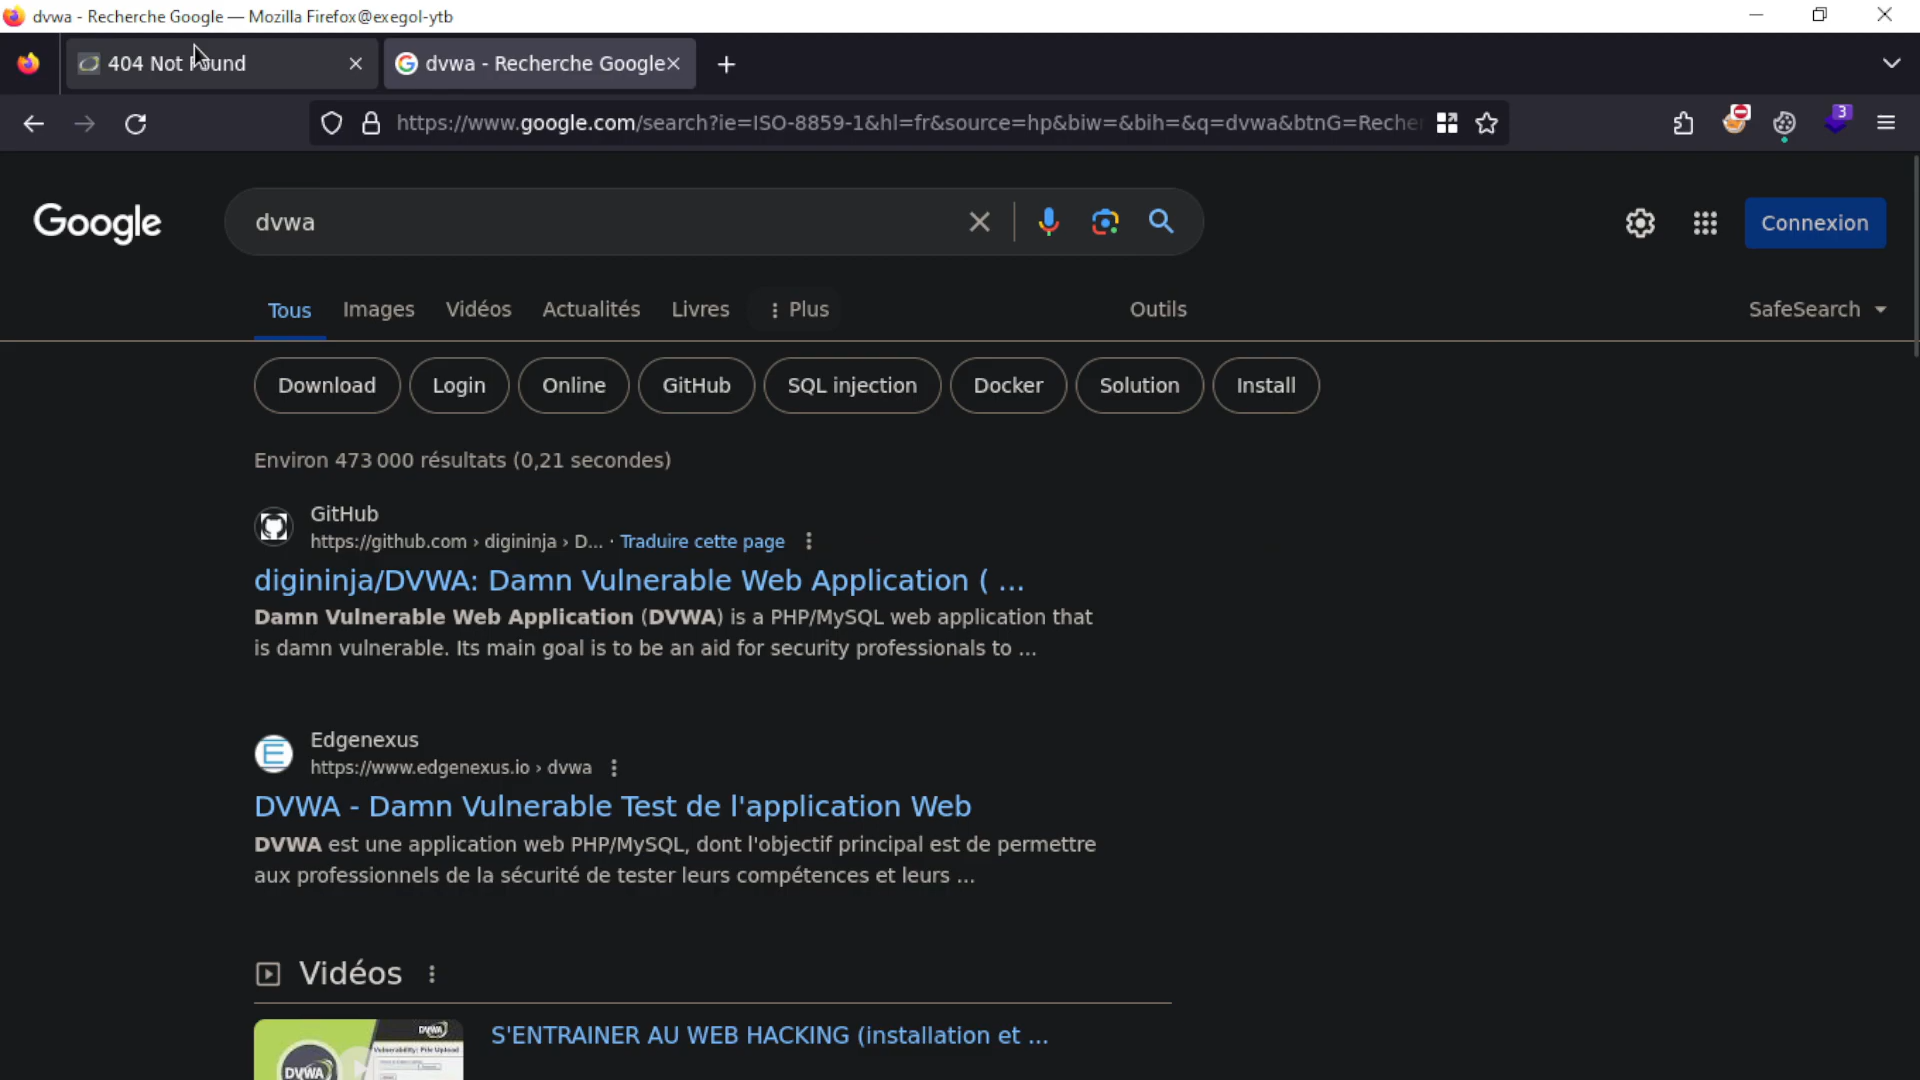 dvwa - Recherche Google — Mozilla Firefox@exegol-ytb
404 Not Found
dvwa - Recherche Google
https://www.google.com/search?ie=ISO-8859-1&hl=fr&source=hp&biw=&bih=&q=dvwa&btnG=Recher
3
Google
dvwa
Connexion
Tous
Images
Vidéos
Actualités
Livres
Plus
Outils
SafeSearch
Download
Login
Online
GitHub
SQL injection
Docker
Solution
Install
Environ 473 000 résultats (0,21 secondes)
GitHub
https://github.com › digininja › D... · Traduire cette page
digininja/DVWA: Damn Vulnerable Web Application ( ...
Damn Vulnerable Web Application (DVWA) is a PHP/MySQL web application that
is damn vulnerable. Its main goal is to be an aid for security professionals to ...
Edgenexus
https://www.edgenexus.io › dvwa
DVWA - Damn Vulnerable Test de l'application Web
DVWA est une application web PHP/MySQL, dont l'objectif principal est de permettre
aux professionnels de la sécurité de tester leurs compétences et leurs ...
Vidéos
S'ENTRAINER AU WEB HACKING (installation et ...
DVWA
Vulnerability: File Upload
DVWA